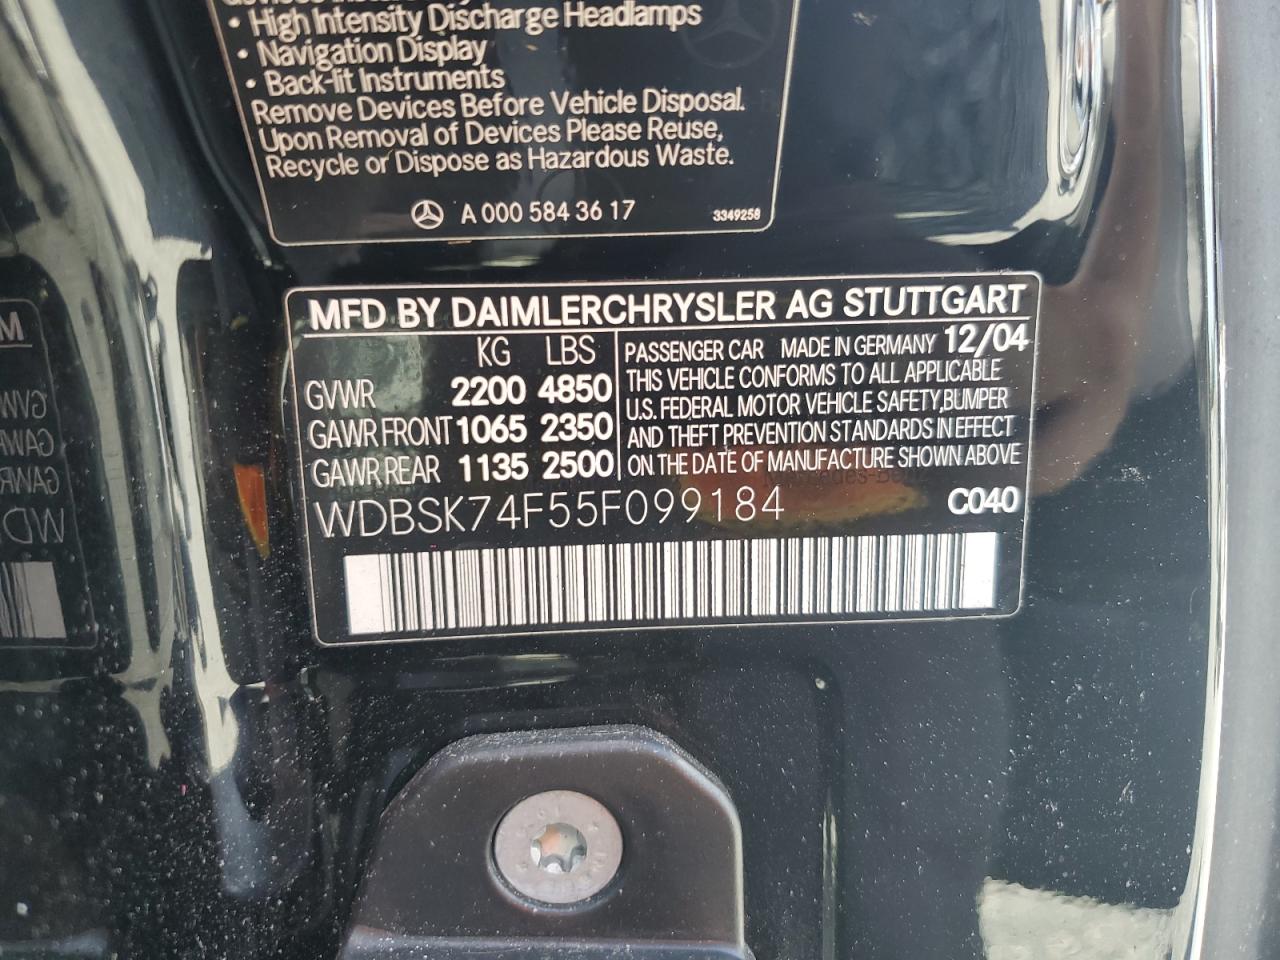 • High Intensity Discharge Headlamps
• Navigation Display
• Back-lit Instruments
Remove Devices Before Vehicle Disposal.
Upon Removal of Devices Please Reuse,
Recycle or Dispose as Hazardous Waste.
A 000 584 36 17 3349258
MFD BY DAIMLERCHRYSLER AG STUTTGART
KG LBS
GVWR 2200 4850
GAWR FRONT 1065 2350
GAWR REAR 1135 2500
PASSENGER CAR MADE IN GERMANY 12/04
THIS VEHICLE CONFORMS TO ALL APPLICABLE
U.S. FEDERAL MOTOR VEHICLE SAFETY,BUMPER
AND THEFT PREVENTION STANDARDS IN EFFECT
ON THE DATE OF MANUFACTURE SHOWN ABOVE
WDBSK74F55F099184 C040